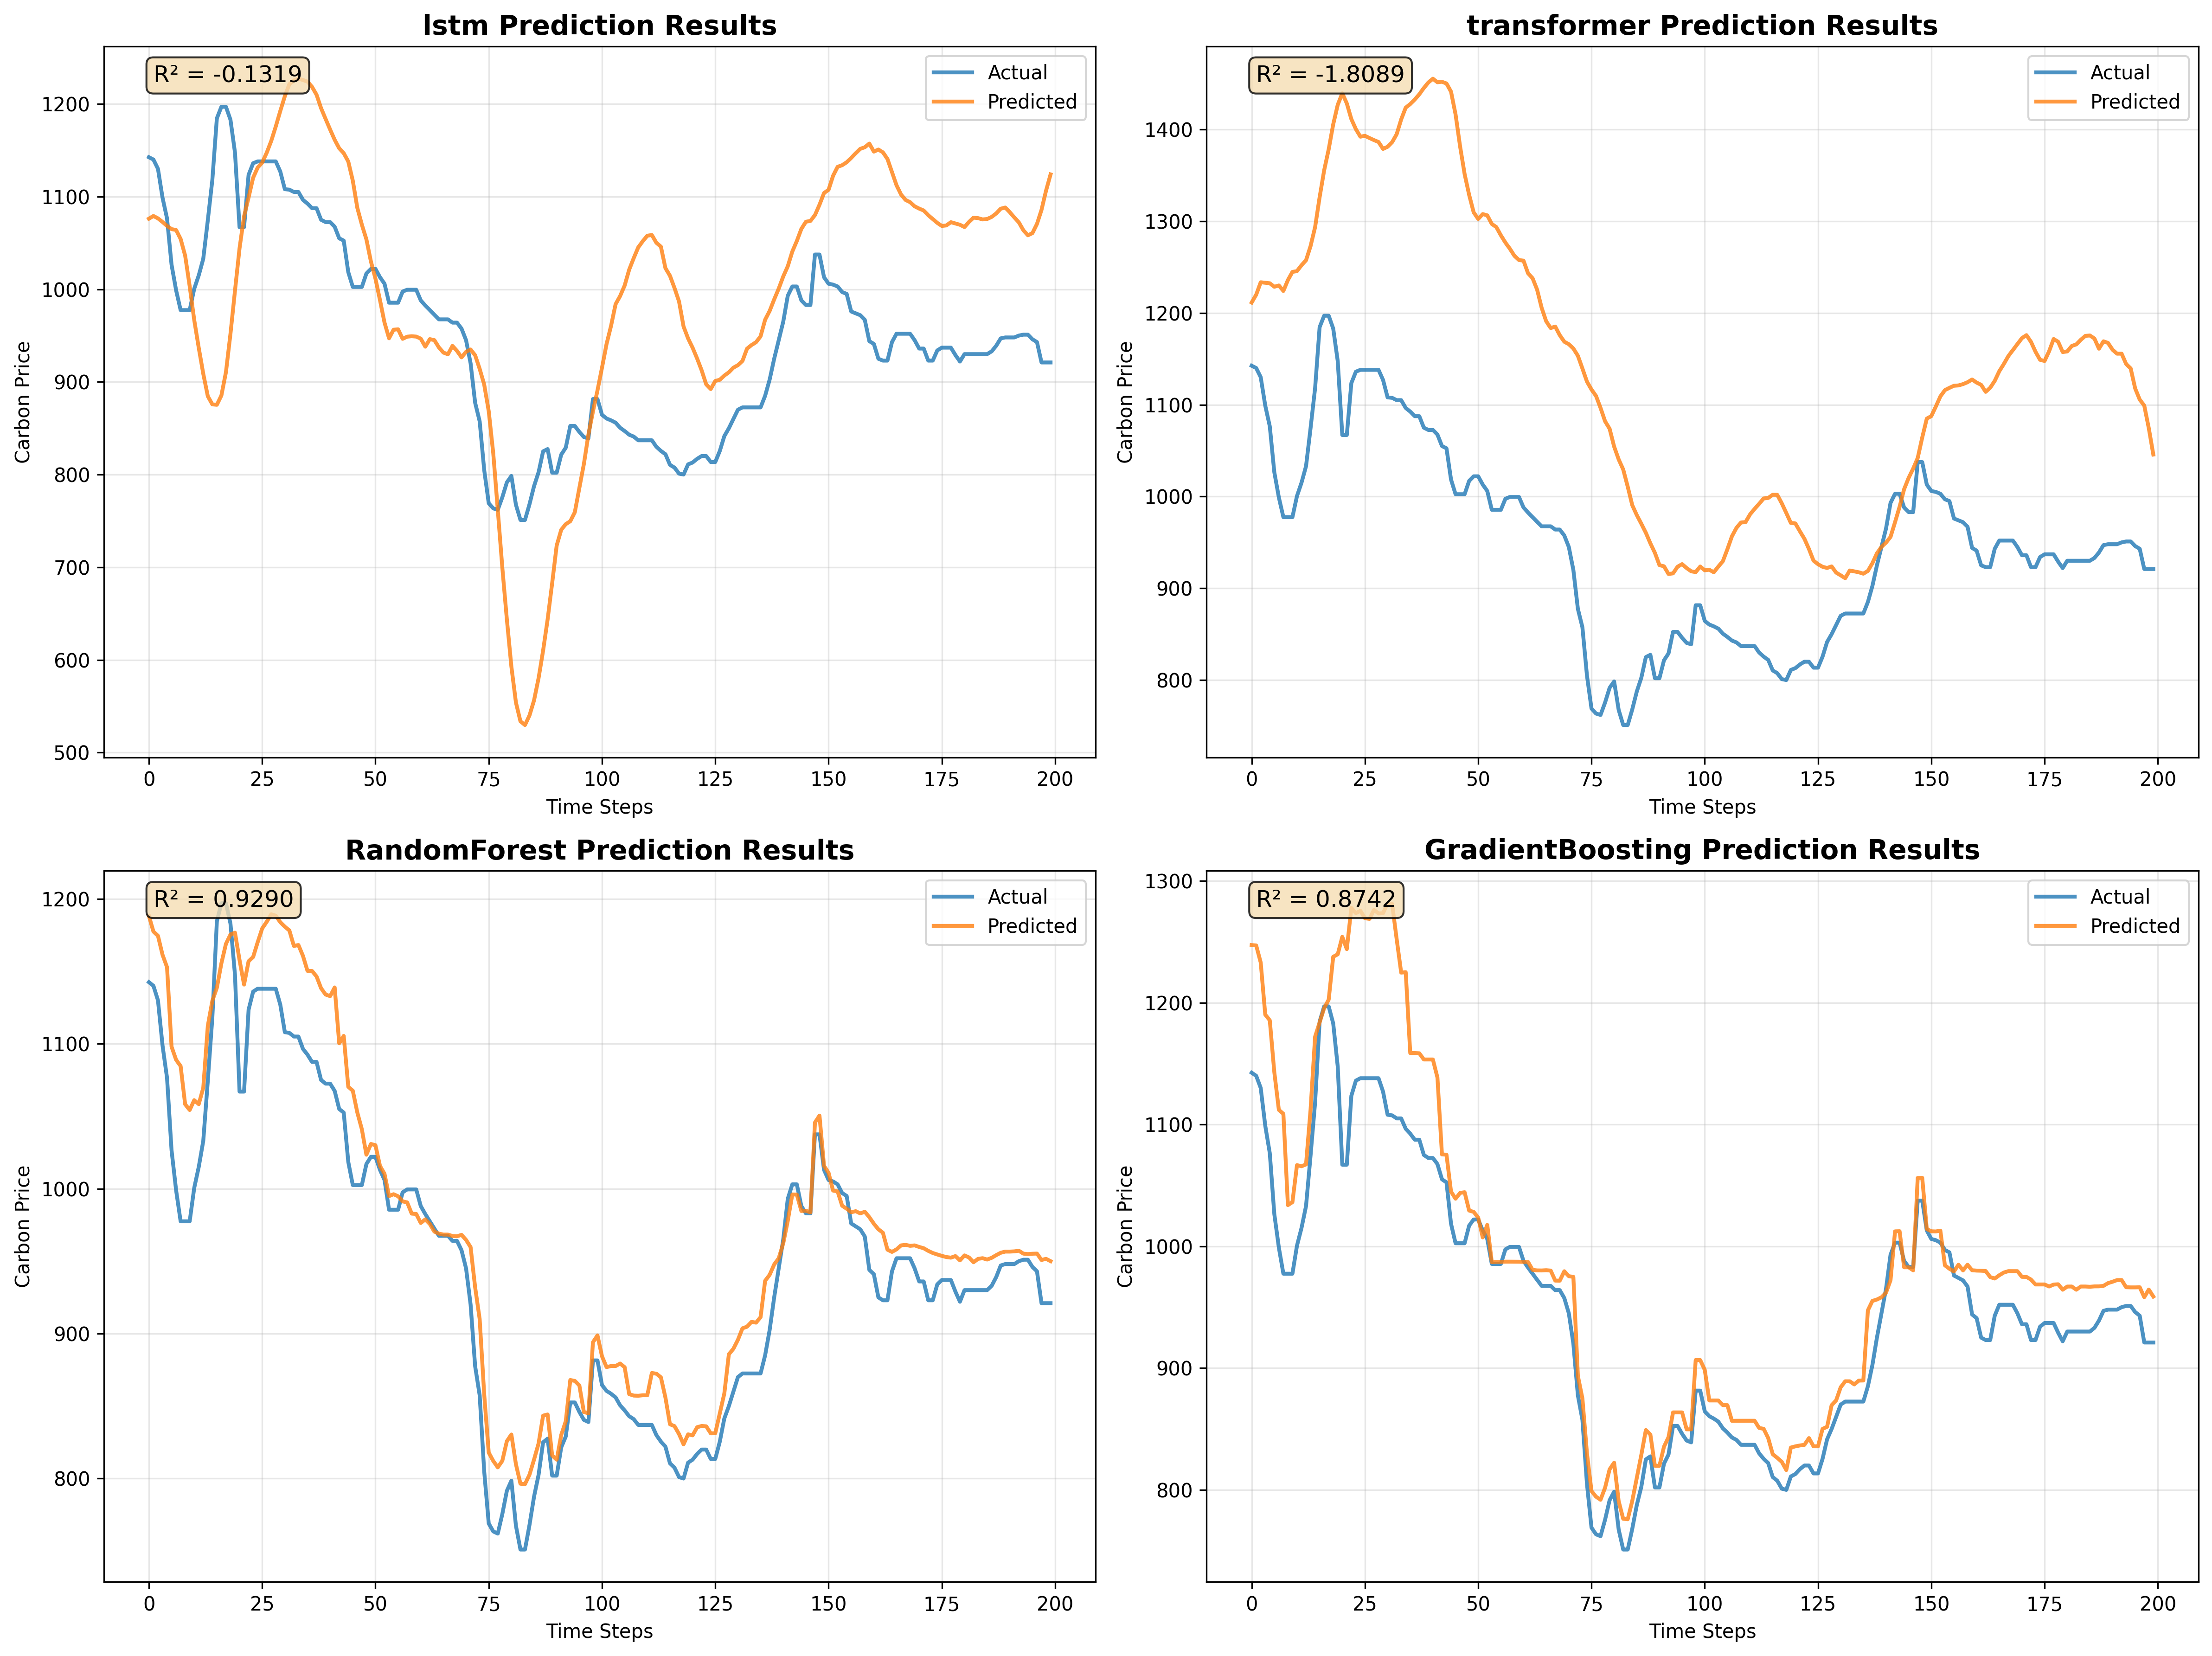 lstm Prediction Results
R² = -0.1319
Actual
Predicted
Carbon Price
1200
1100
1000
900
800
700
600
500
0 25 50 75 100 125 150 175 200
Time Steps
transformer Prediction Results
R² = -1.8089
Actual
Predicted
Carbon Price
1400
1300
1200
1100
1000
900
800
0 25 50 75 100 125 150 175 200
Time Steps
RandomForest Prediction Results
R² = 0.9290
Actual
Predicted
Carbon Price
1200
1100
1000
900
800
0 25 50 75 100 125 150 175 200
Time Steps
GradientBoosting Prediction Results
R² = 0.8742
Actual
Predicted
Carbon Price
1300
1200
1100
1000
900
800
0 25 50 75 100 125 150 175 200
Time Steps